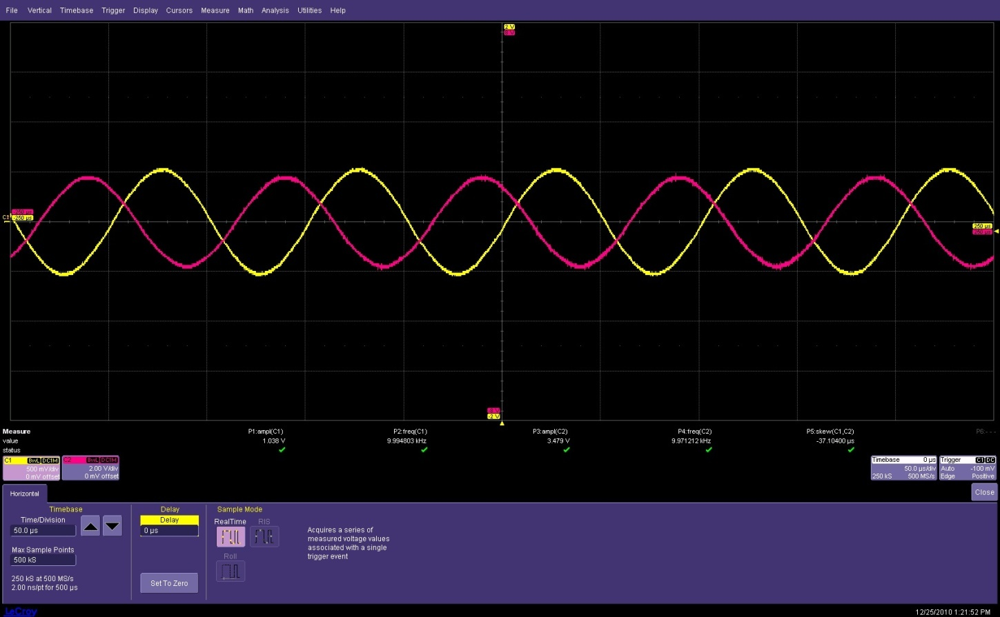 File Vertical Timebase Trigger Display Cursors Measure Math Analysis Utilities Help
2 V
8 V
-250 µs
C1 -250 µs
250 µs
250 µs
-8 V
-2 V
Measure P1:ampl(C1) P2:freq(C1) P3:ampl(C2) P4:freq(C2) P5:skew(C1,C2) P6:- - -
value 1.038 V 9.994803 kHz 3.479 V 9.971212 kHz -37.10400 µs
status
C1 BwL DC1M C2 BwL DC1M Timebase 0 µs Trigger C1 DC
500 mV/div 2.00 V/div 50.0 µs/div Auto -100 mV
0 mV offset 0 mV offset 250 kS 500 MS/s Edge Positive
Horizontal Close
Timebase Delay Sample Mode
Time/Division Delay RealTime RIS
50.0 µs 0 µs
Acquires a series of
measured voltage values
associated with a single
trigger event
Max Sample Points Roll
500 kS
250 kS at 500 MS/s Set To Zero
2.00 ns/pt for 500 µs
LeCroy 12/25/2010 1:21:52 PM